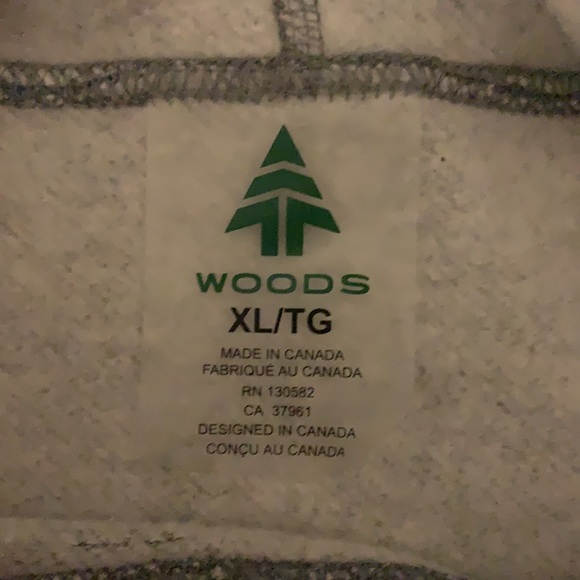 WOODS
XL/TG
MADE IN CANADA
FABRIQUÉ AU CANADA
RN 130582
CA 37961
DESIGNED IN CANADA
CONÇU AU CANADA